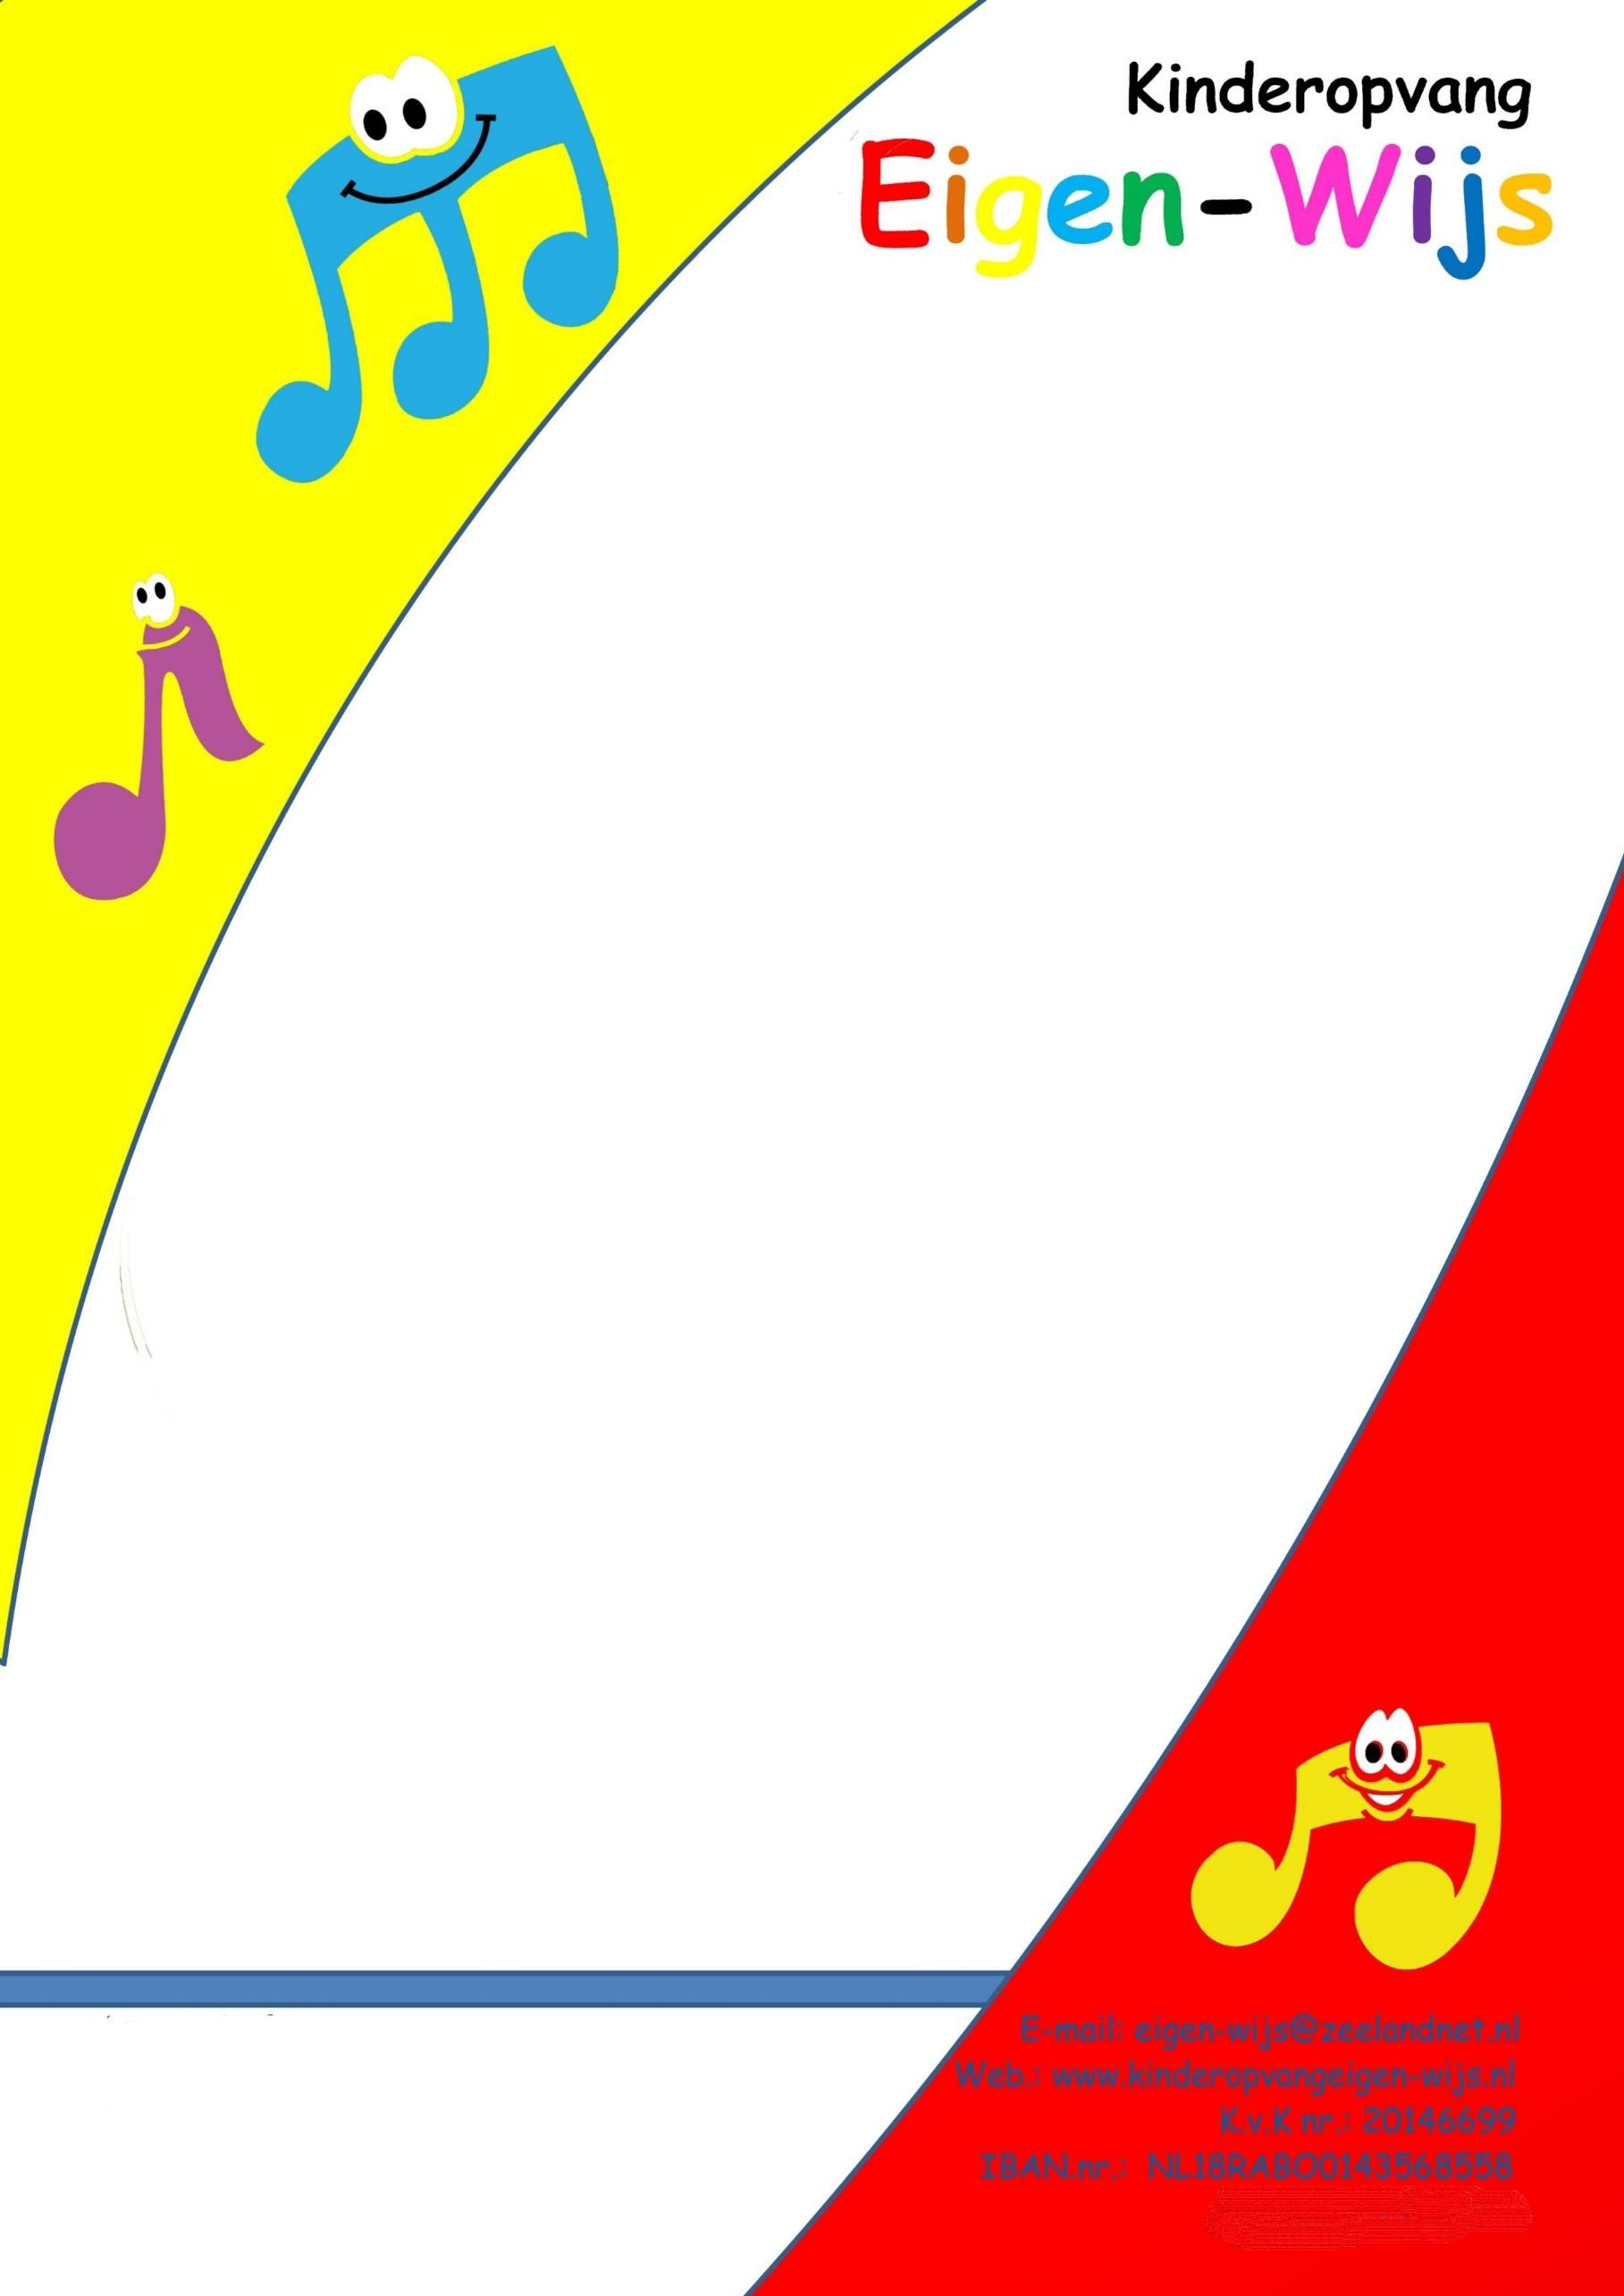 Kinderopvang
Eigen-Wijs
E-mail: eigen-wijs@zeelandnet.nl
Web.: www.kinderopvangeigen-wijs.nl
K.v.K nr.: 20146699
IBAN.nr.: NL18RABO0143568558